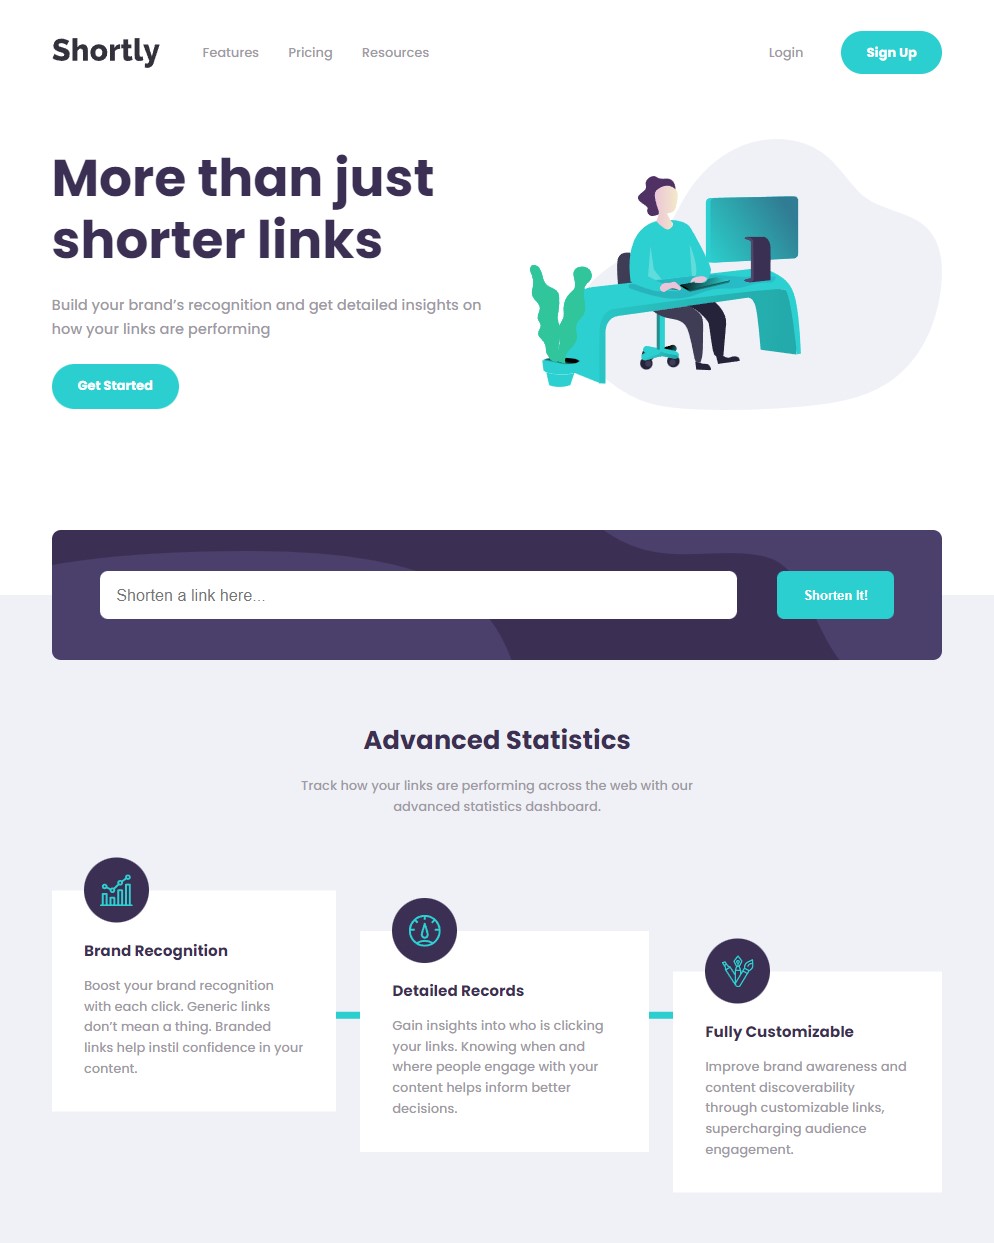 Shortly
Features
Pricing
Resources
Login
Sign Up
More than just
shorter links
Build your brand’s recognition and get detailed insights on
how your links are performing
Get Started
Shorten a link here...
Shorten It!
Advanced Statistics
Track how your links are performing across the web with our
advanced statistics dashboard.
Brand Recognition
Boost your brand recognition
with each click. Generic links
don’t mean a thing. Branded
links help instil confidence in your
content.
Detailed Records
Gain insights into who is clicking
your links. Knowing when and
where people engage with your
content helps inform better
decisions.
Fully Customizable
Improve brand awareness and
content discoverability
through customizable links,
supercharging audience
engagement.